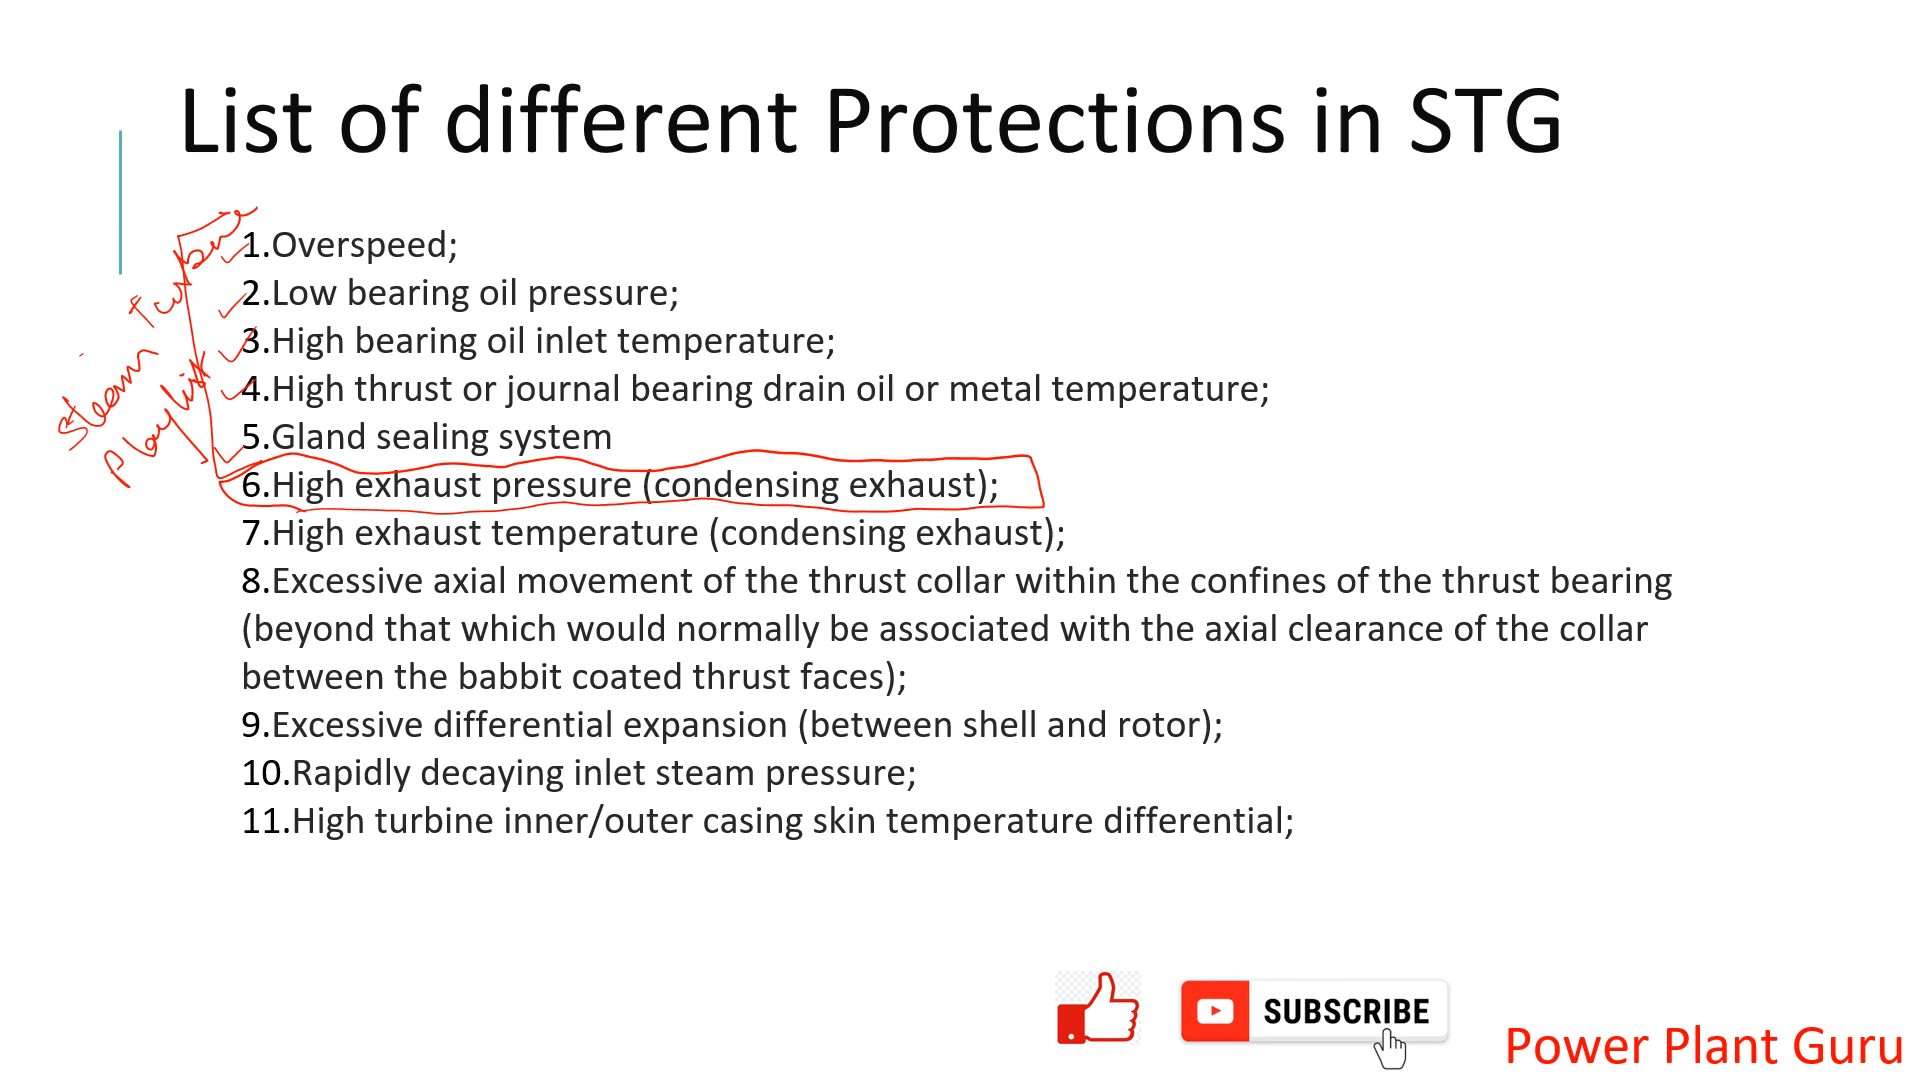 List of different Protections in STG
1.Overspeed;
2.Low bearing oil pressure;
3.High bearing oil inlet temperature;
4.High thrust or journal bearing drain oil or metal temperature;
5.Gland sealing system
6.High exhaust pressure (condensing exhaust);
7.High exhaust temperature (condensing exhaust);
8.Excessive axial movement of the thrust collar within the confines of the thrust bearing
(beyond that which would normally be associated with the axial clearance of the collar
between the babbit coated thrust faces);
9.Excessive differential expansion (between shell and rotor);
10.Rapidly decaying inlet steam pressure;
11.High turbine inner/outer casing skin temperature differential;
Steam Turbine
Playlist
SUBSCRIBE
Power Plant Guru